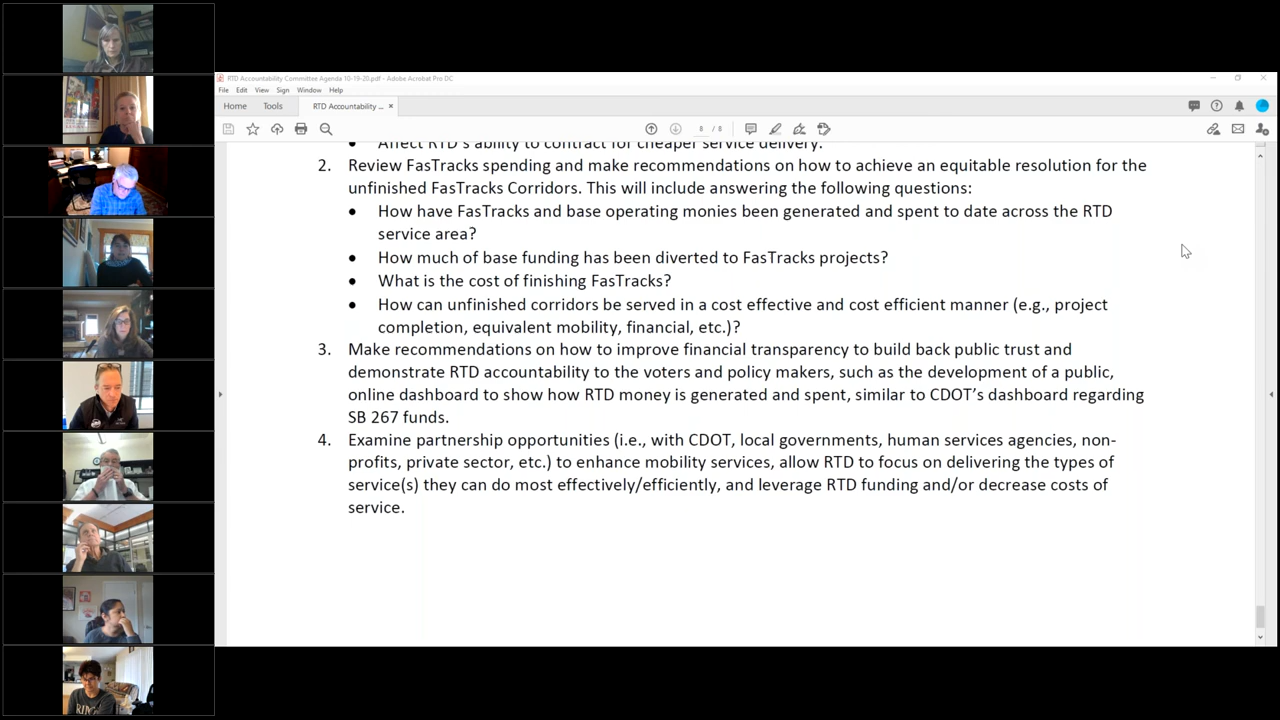 RTD Accountability Committee Agenda 10-19-20.pdf - Adobe Acrobat Pro DC
File Edit View Sign Window Help
Home Tools RTD Accountability ... ×
8 / 8
• Affect RTD's ability to contract for cheaper service delivery.
2. Review FasTracks spending and make recommendations on how to achieve an equitable resolution for the
unfinished FasTracks Corridors. This will include answering the following questions:
• How have FasTracks and base operating monies been generated and spent to date across the RTD
service area?
• How much of base funding has been diverted to FasTracks projects?
• What is the cost of finishing FasTracks?
• How can unfinished corridors be served in a cost effective and cost efficient manner (e.g., project
completion, equivalent mobility, financial, etc.)?
3. Make recommendations on how to improve financial transparency to build back public trust and
demonstrate RTD accountability to the voters and policy makers, such as the development of a public,
online dashboard to show how RTD money is generated and spent, similar to CDOT's dashboard regarding
SB 267 funds.
4. Examine partnership opportunities (i.e., with CDOT, local governments, human services agencies, non-
profits, private sector, etc.) to enhance mobility services, allow RTD to focus on delivering the types of
service(s) they can do most effectively/efficiently, and leverage RTD funding and/or decrease costs of
service.